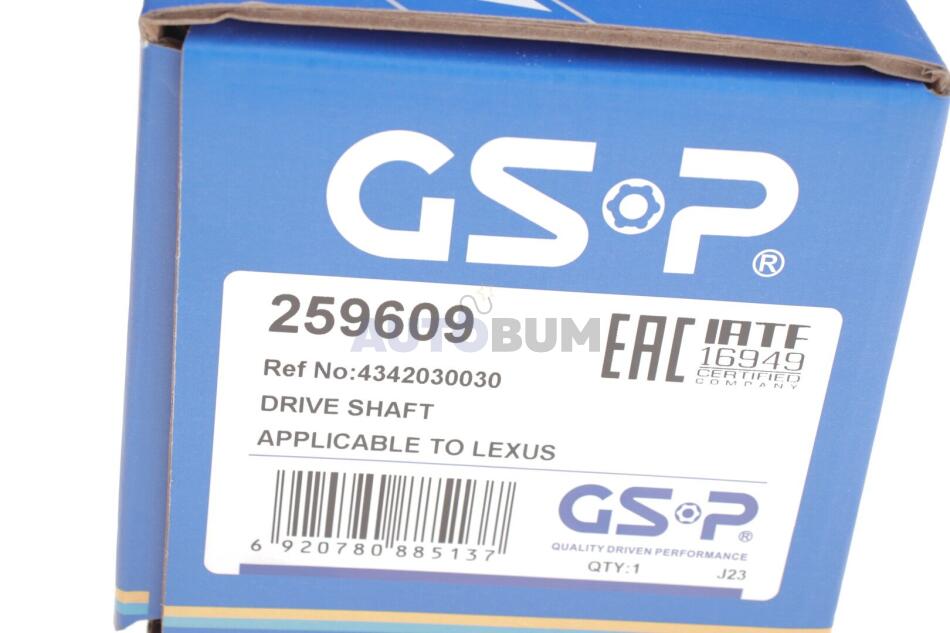 GSP®
259609
AUTOBUM
EAC
IATF
16949
CERTIFIED
COMPANY
Ref No:4342030030
DRIVE SHAFT
APPLICABLE TO LEXUS
6 920780 885137
GSP®
QUALITY DRIVEN PERFORMANCE
QTY:1
J23